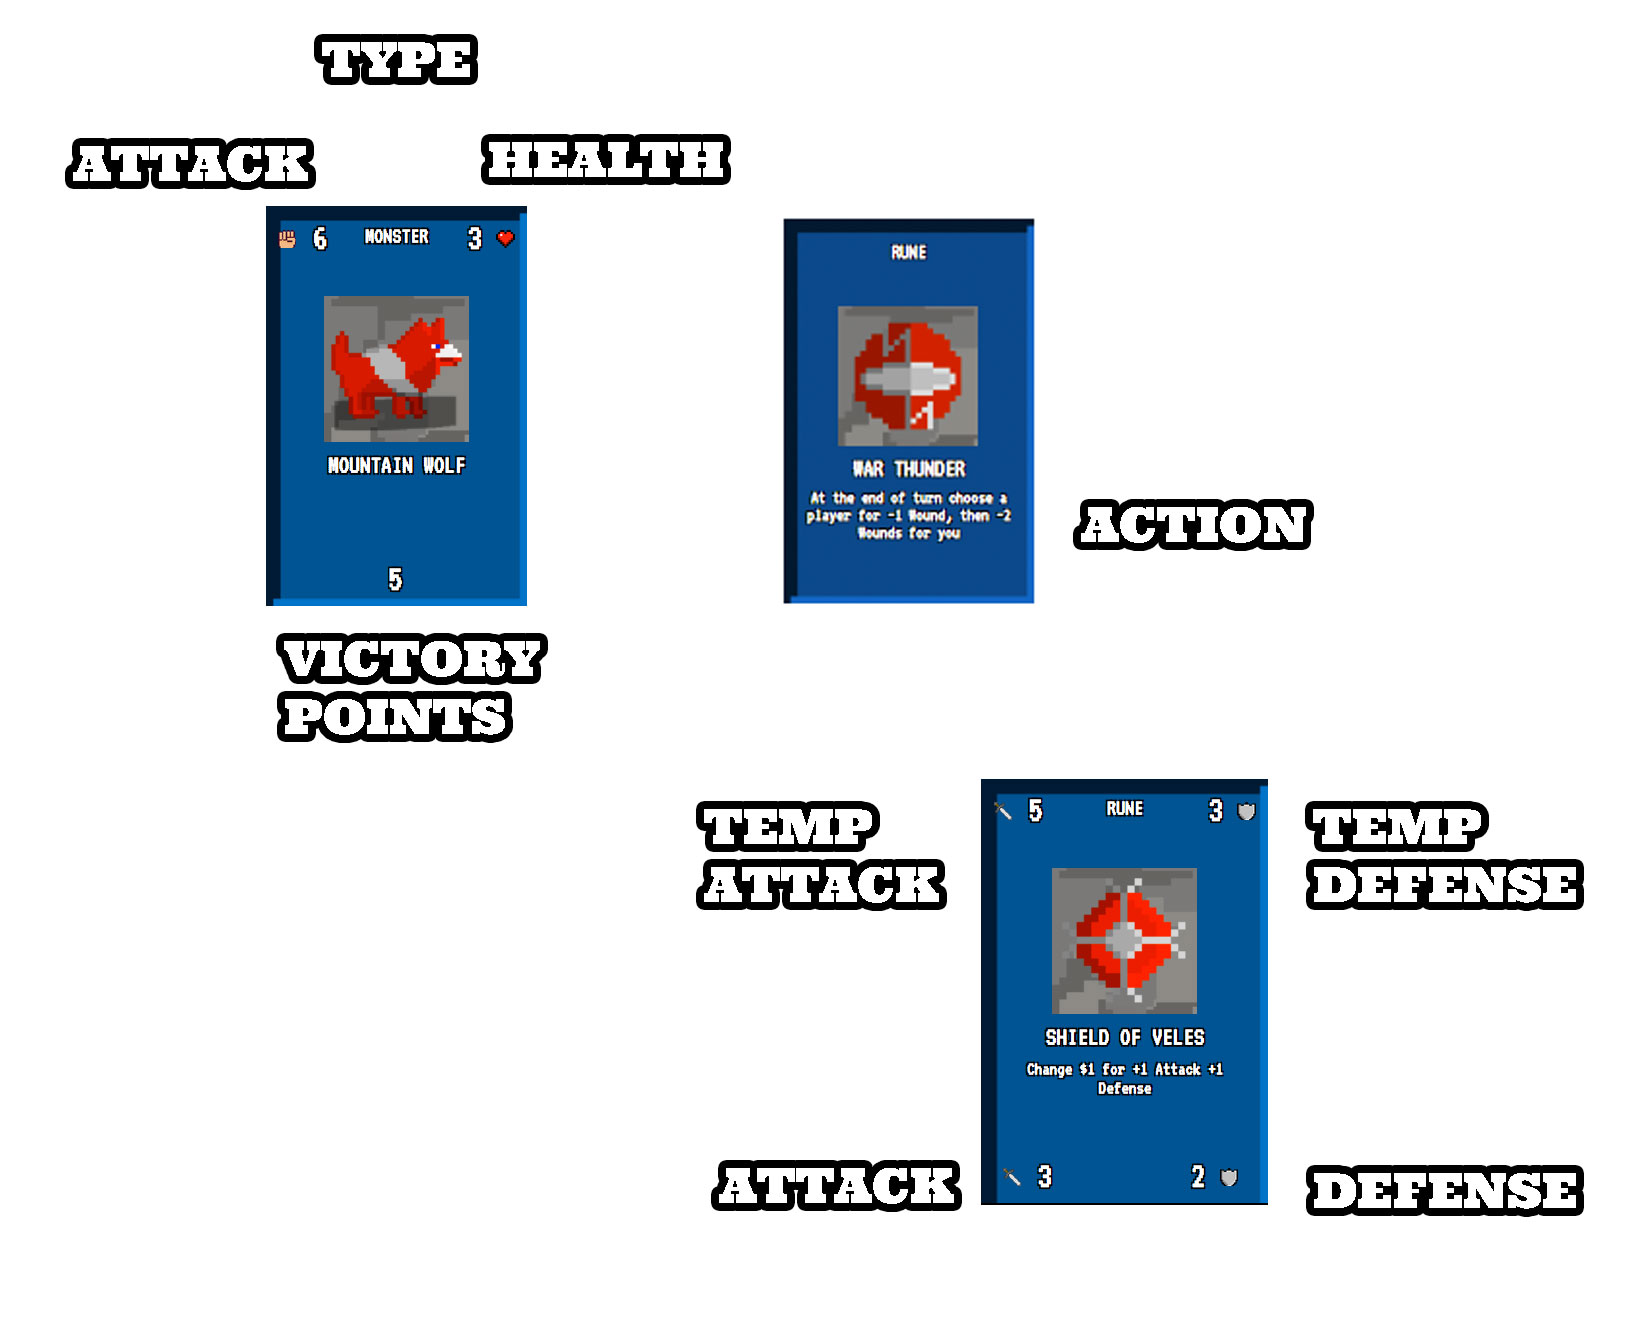 TYPE
ATTACK
HEALTH
6 MONSTER 3
MOUNTAIN WOLF
5
VICTORY
POINTS
RUNE
WAR THUNDER
At the end of turn choose a
player for -1 Wound, then -2
Wounds for you
ACTION
TEMP
ATTACK
5 RUNE 3
TEMP
DEFENSE
SHIELD OF VELES
Change $1 for +1 Attack +1
Defense
ATTACK
3 2
DEFENSE